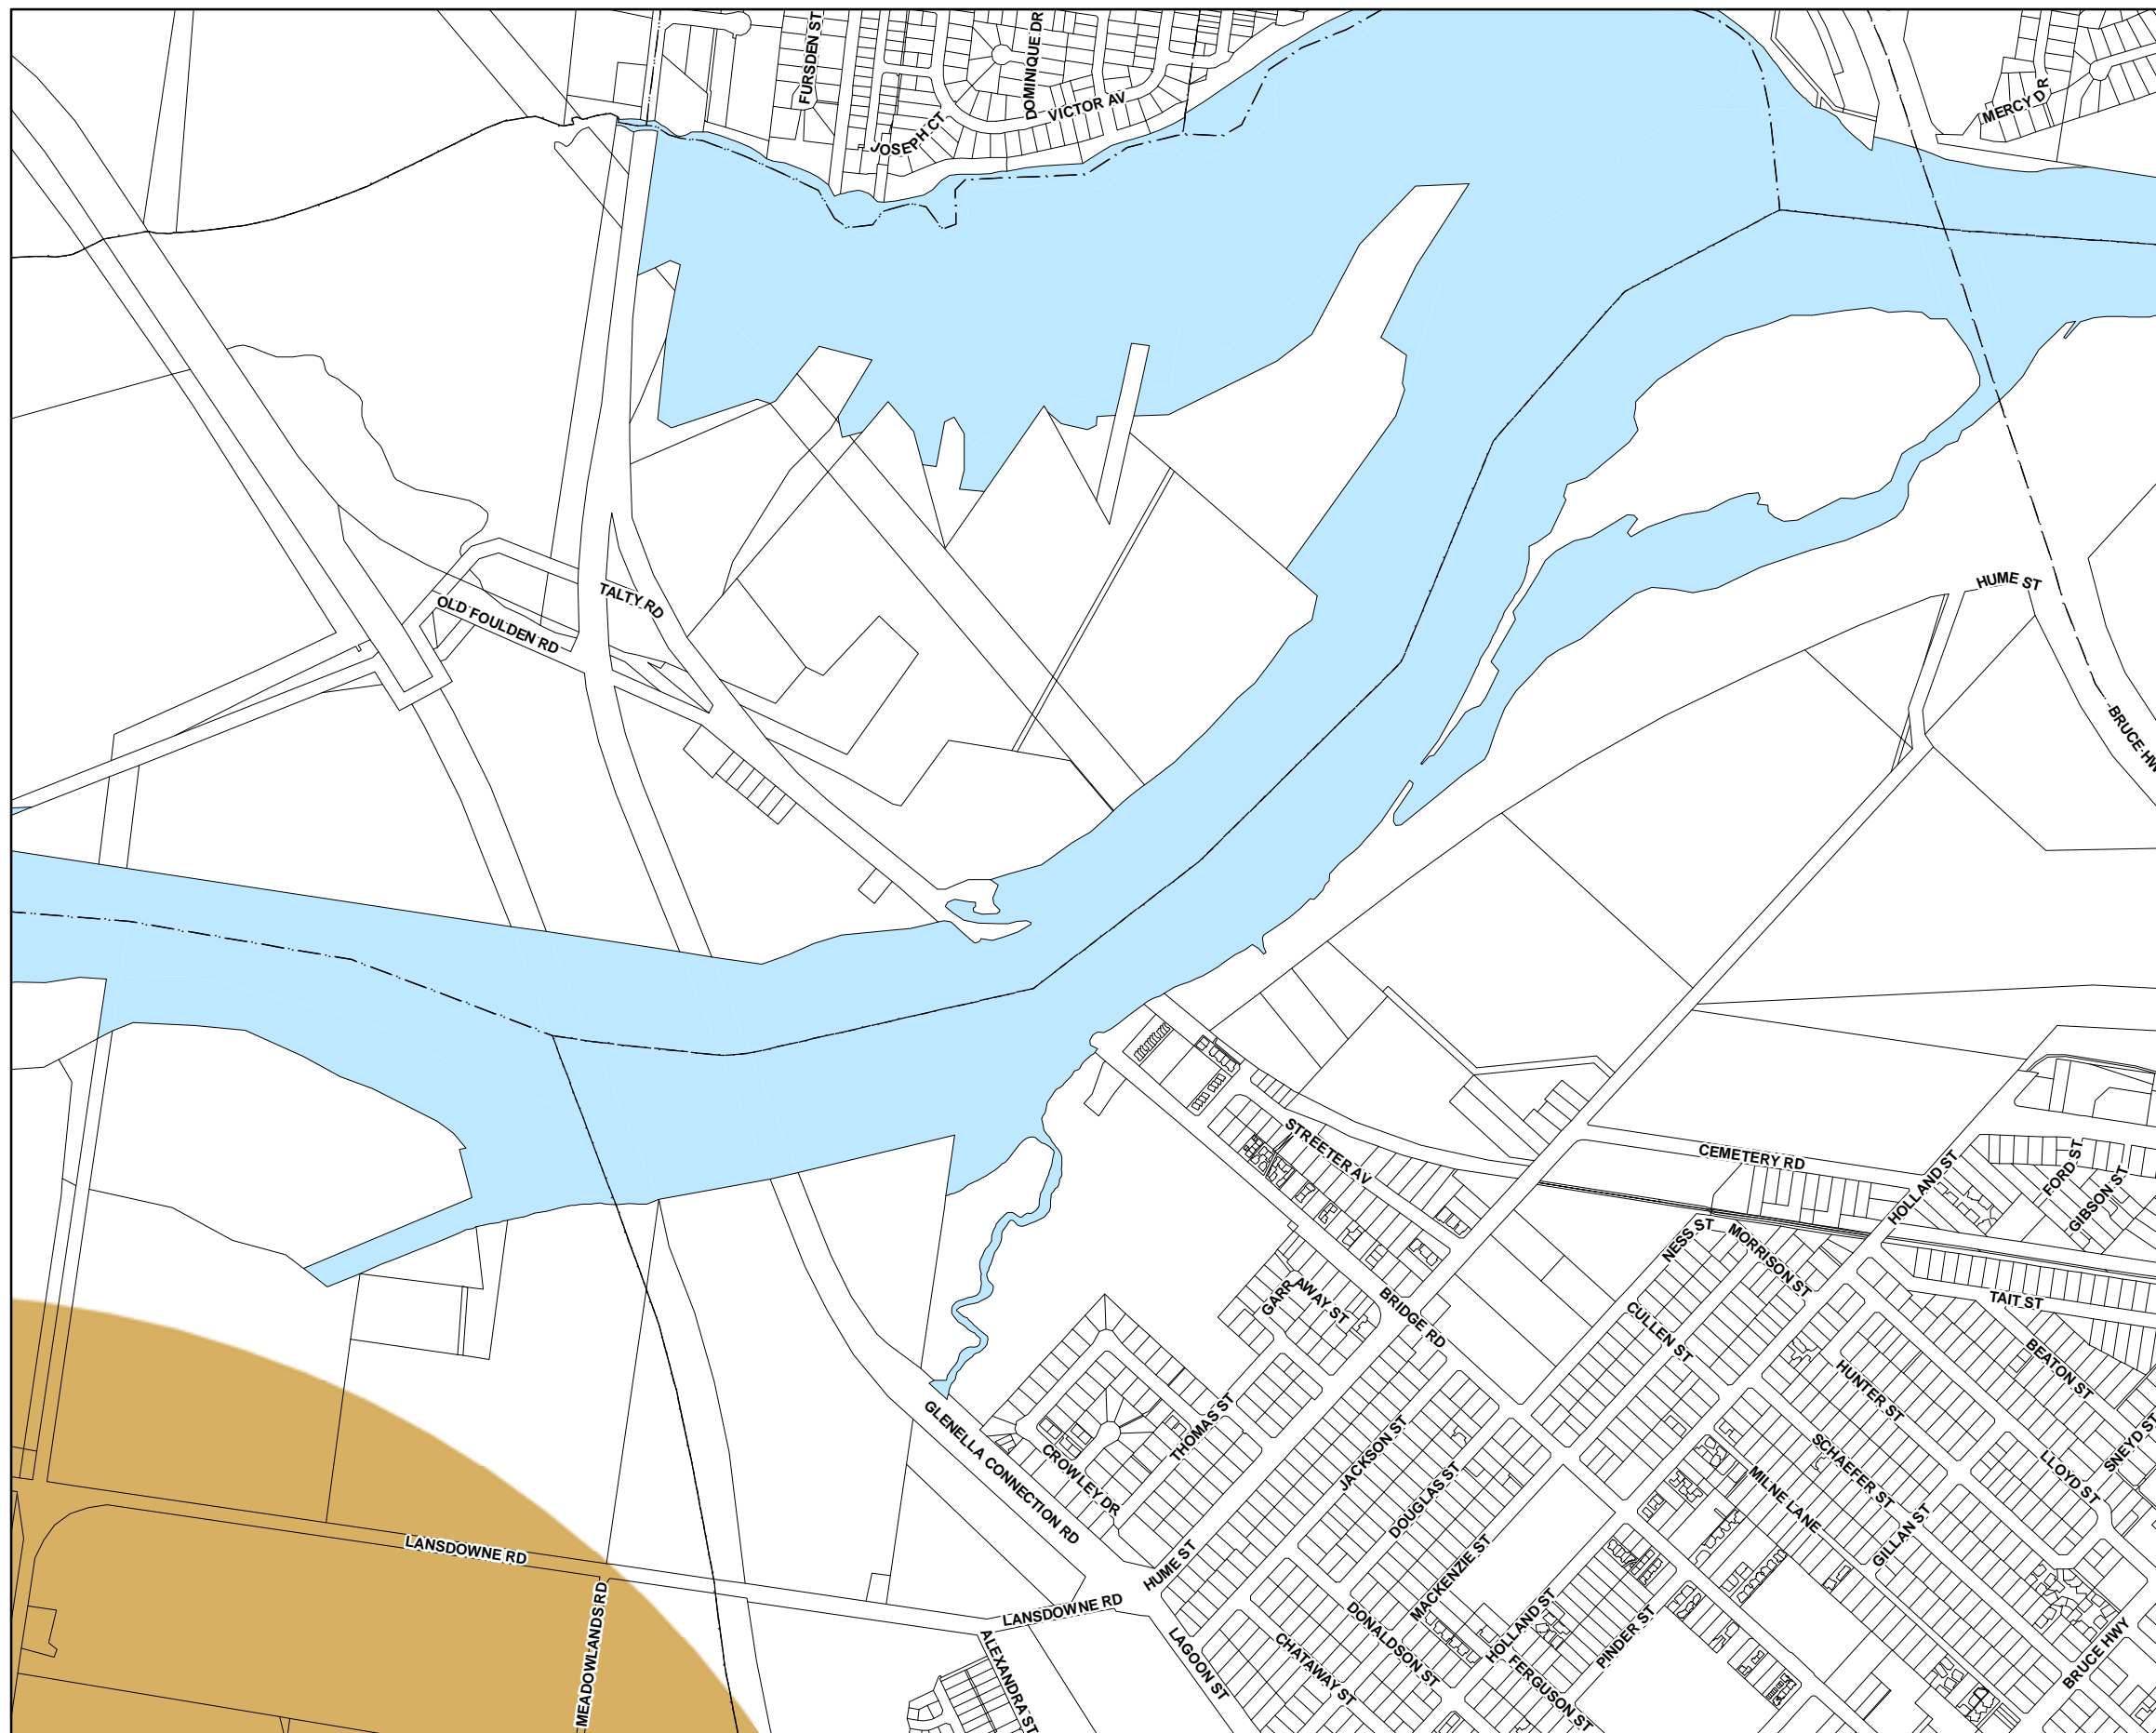 FURSDEN ST
DOMINIQUE DR
VICTOR AV
JOSEPH CT
MERCY DR
TALTY RD
OLD FOULDEN RD
HUME ST
BRUCE HW
STREETER AV
CEMETERY RD
HOLLAND ST
FORD ST
GIBSON ST
NESS ST
MORRISON ST
GARRAWAY ST
BRIDGE RD
CULLEN ST
TAIT ST
BEATON ST
HUNTER ST
GLENELLA CONNECTION RD
THOMAS ST
CROWLEY DR
JACKSON ST
DOUGLAS ST
SCHAEFER ST
MILNE LANE
LLOYD ST
SNEYD ST
GILLAN ST
LANSDOWNE RD
MEADOWLANDS RD
HUME ST
LANSDOWNE RD
MACKENZIE ST
ALEXANDRA ST
LAGOON ST
CHATAWAY ST
DONALDSON ST
HOLLAND ST
FERGUSON ST
PINDER ST
BRUCE HWY